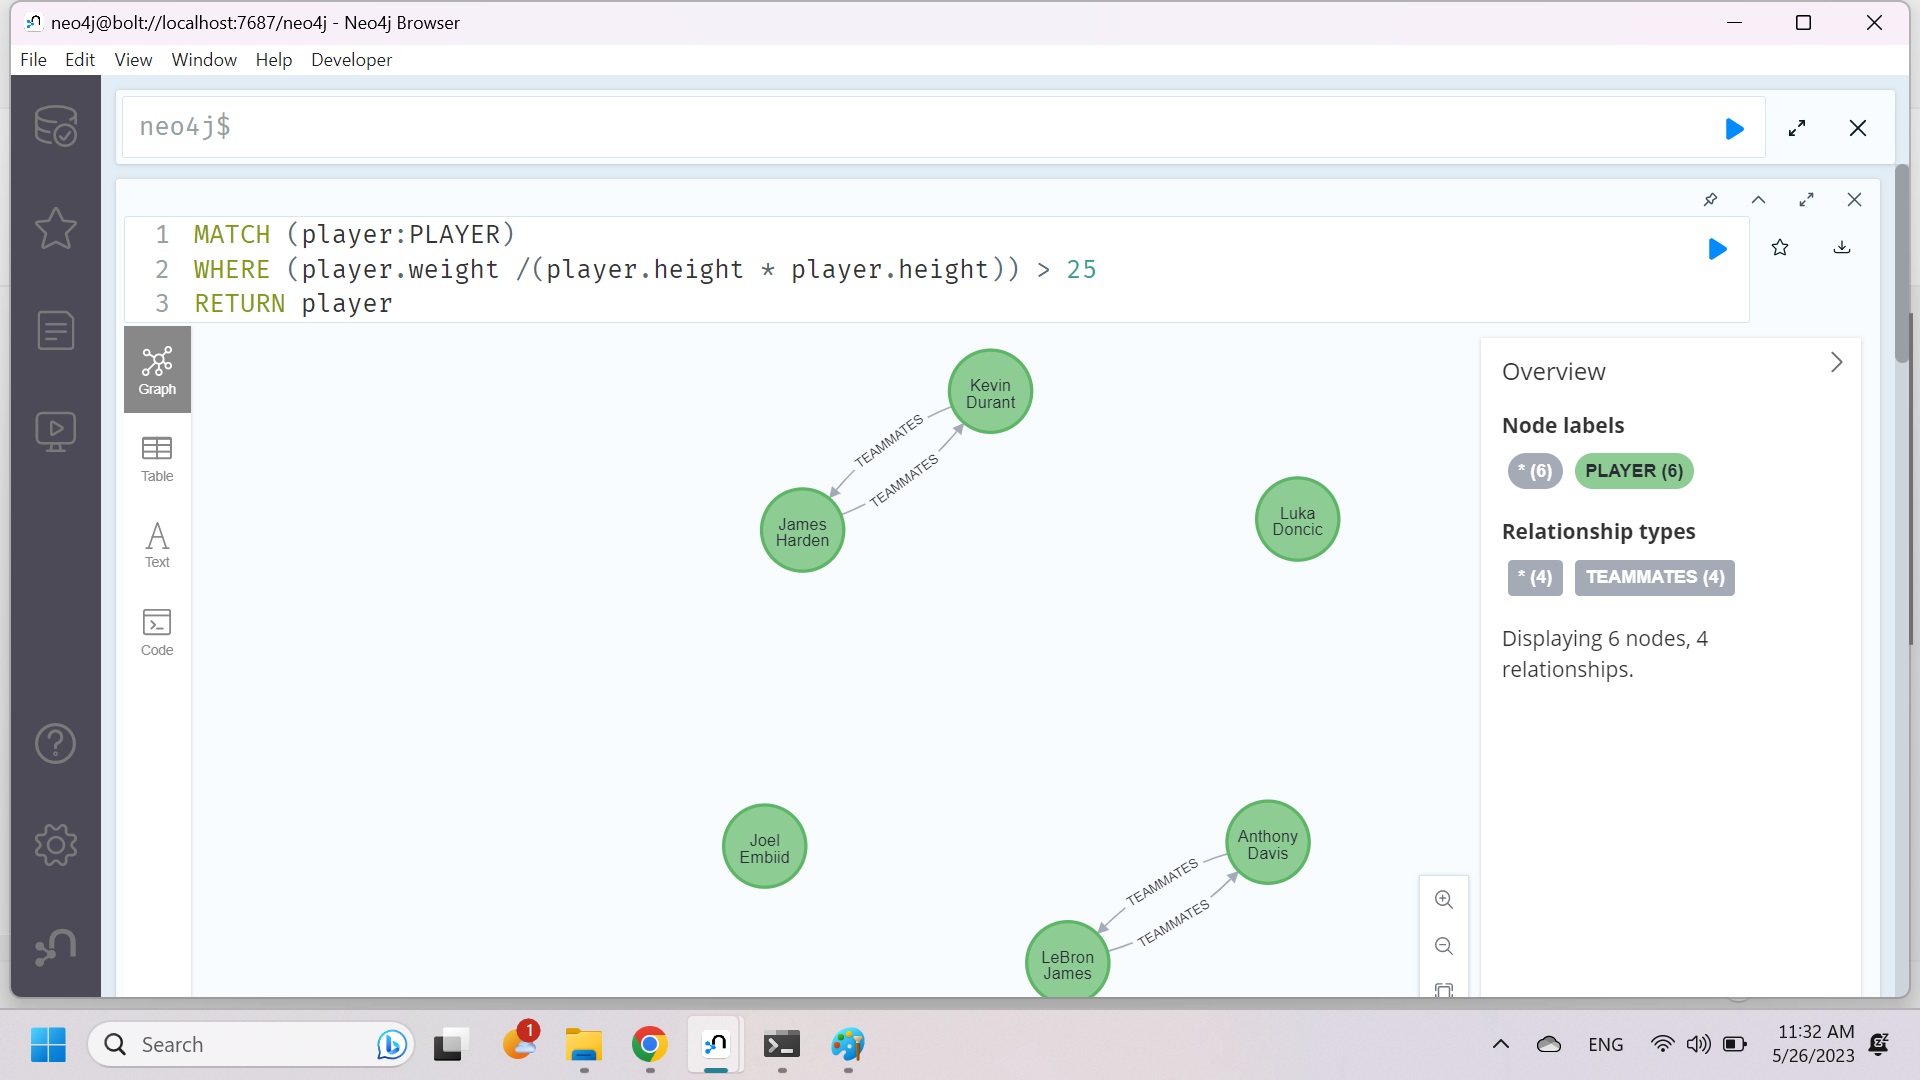 neo4j@bolt://localhost:7687/neo4j - Neo4j Browser
File Edit View Window Help Developer
neo4j$
1 MATCH (player:PLAYER)
2 WHERE (player.weight /(player.height * player.height)) > 25
3 RETURN player
Graph
Table
Text
Code
Kevin
Durant
TEAMMATES
TEAMMATES
James
Harden
Luka
Doncic
Joel
Embiid
Anthony
Davis
TEAMMATES
TEAMMATES
LeBron
James
Overview
Node labels
* (6) PLAYER (6)
Relationship types
* (4) TEAMMATES (4)
Displaying 6 nodes, 4
relationships.
Search
1
ENG
11:32 AM
5/26/2023